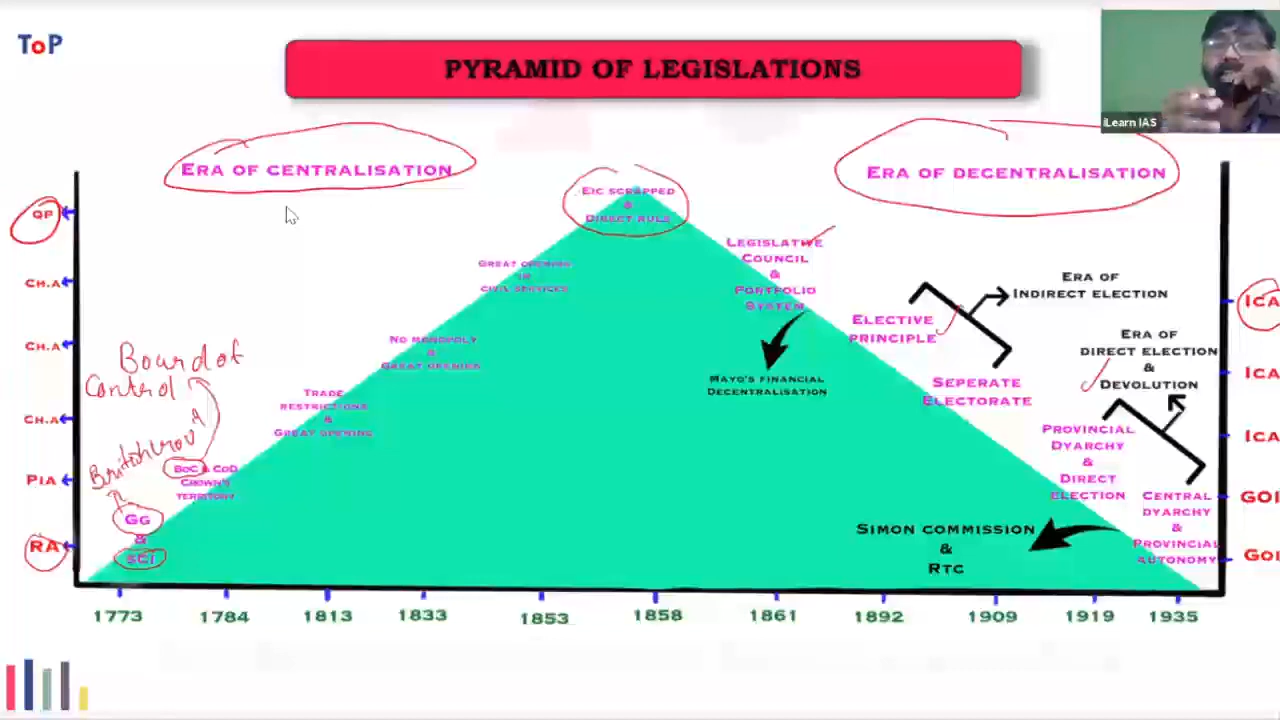 ToP
PYRAMID OF LEGISLATIONS
iLearn IAS
ERA OF CENTRALISATION
ERA OF DECENTRALISATION
QP
CH.A
CH.A
CH.A
PIA
RA
EIC SCRAPPED
&
DIRECT RULE
GREAT OPENING
IN
CIVIL SERVICES
NO MONOPOLY
&
GREAT OPENING
TRADE
RESTRICTIONS
&
GREAT OPENING
Board of
Control
BOC & COD
CROWN'S
TERRITORY
GG
&
SCI
LEGISLATIVE
COUNCIL
&
PORTFOLIO
SYSTEM
MAYO'S FINANCIAL
DECENTRALISATION
ELECTIVE
PRINCIPLE
ERA OF
INDIRECT ELECTION
SEPERATE
ELECTORATE
ERA OF
DIRECT ELECTION
&
DEVOLUTION
PROVINCIAL
DYARCHY
&
DIRECT
ELECTION
CENTRAL
DYARCHY
&
PROVINCIAL
AUTONOMY
SIMON COMMISSION
&
RTC
ICA
ICA
ICA
GOI
GOI
1773 1784 1813 1833 1853 1858 1861 1892 1909 1919 1935